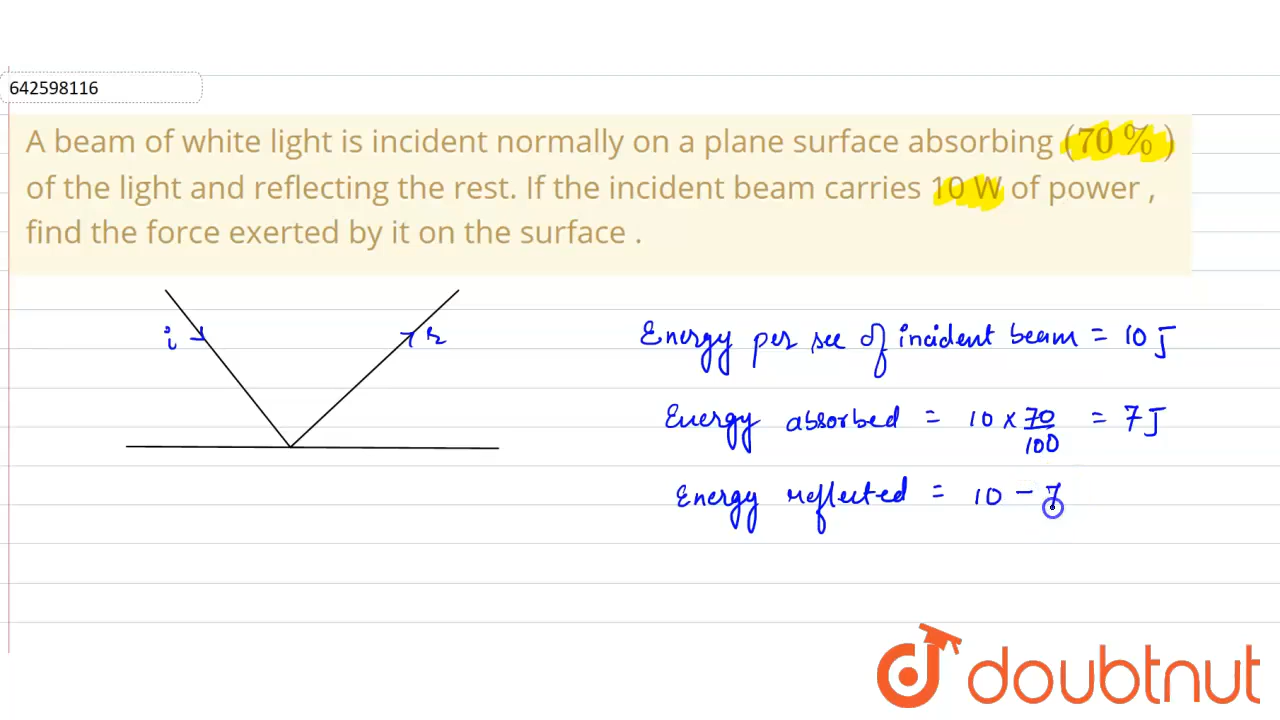 642598116
A beam of white light is incident normally on a plane surface absorbing (70 % )
of the light and reflecting the rest. If the incident beam carries 10 W of power ,
find the force exerted by it on the surface .
i
r
Energy per sec of incident beam = 10 J
Energy absorbed = 10 × 70/100 = 7 J
Energy reflected = 10 - 7
doubtnut